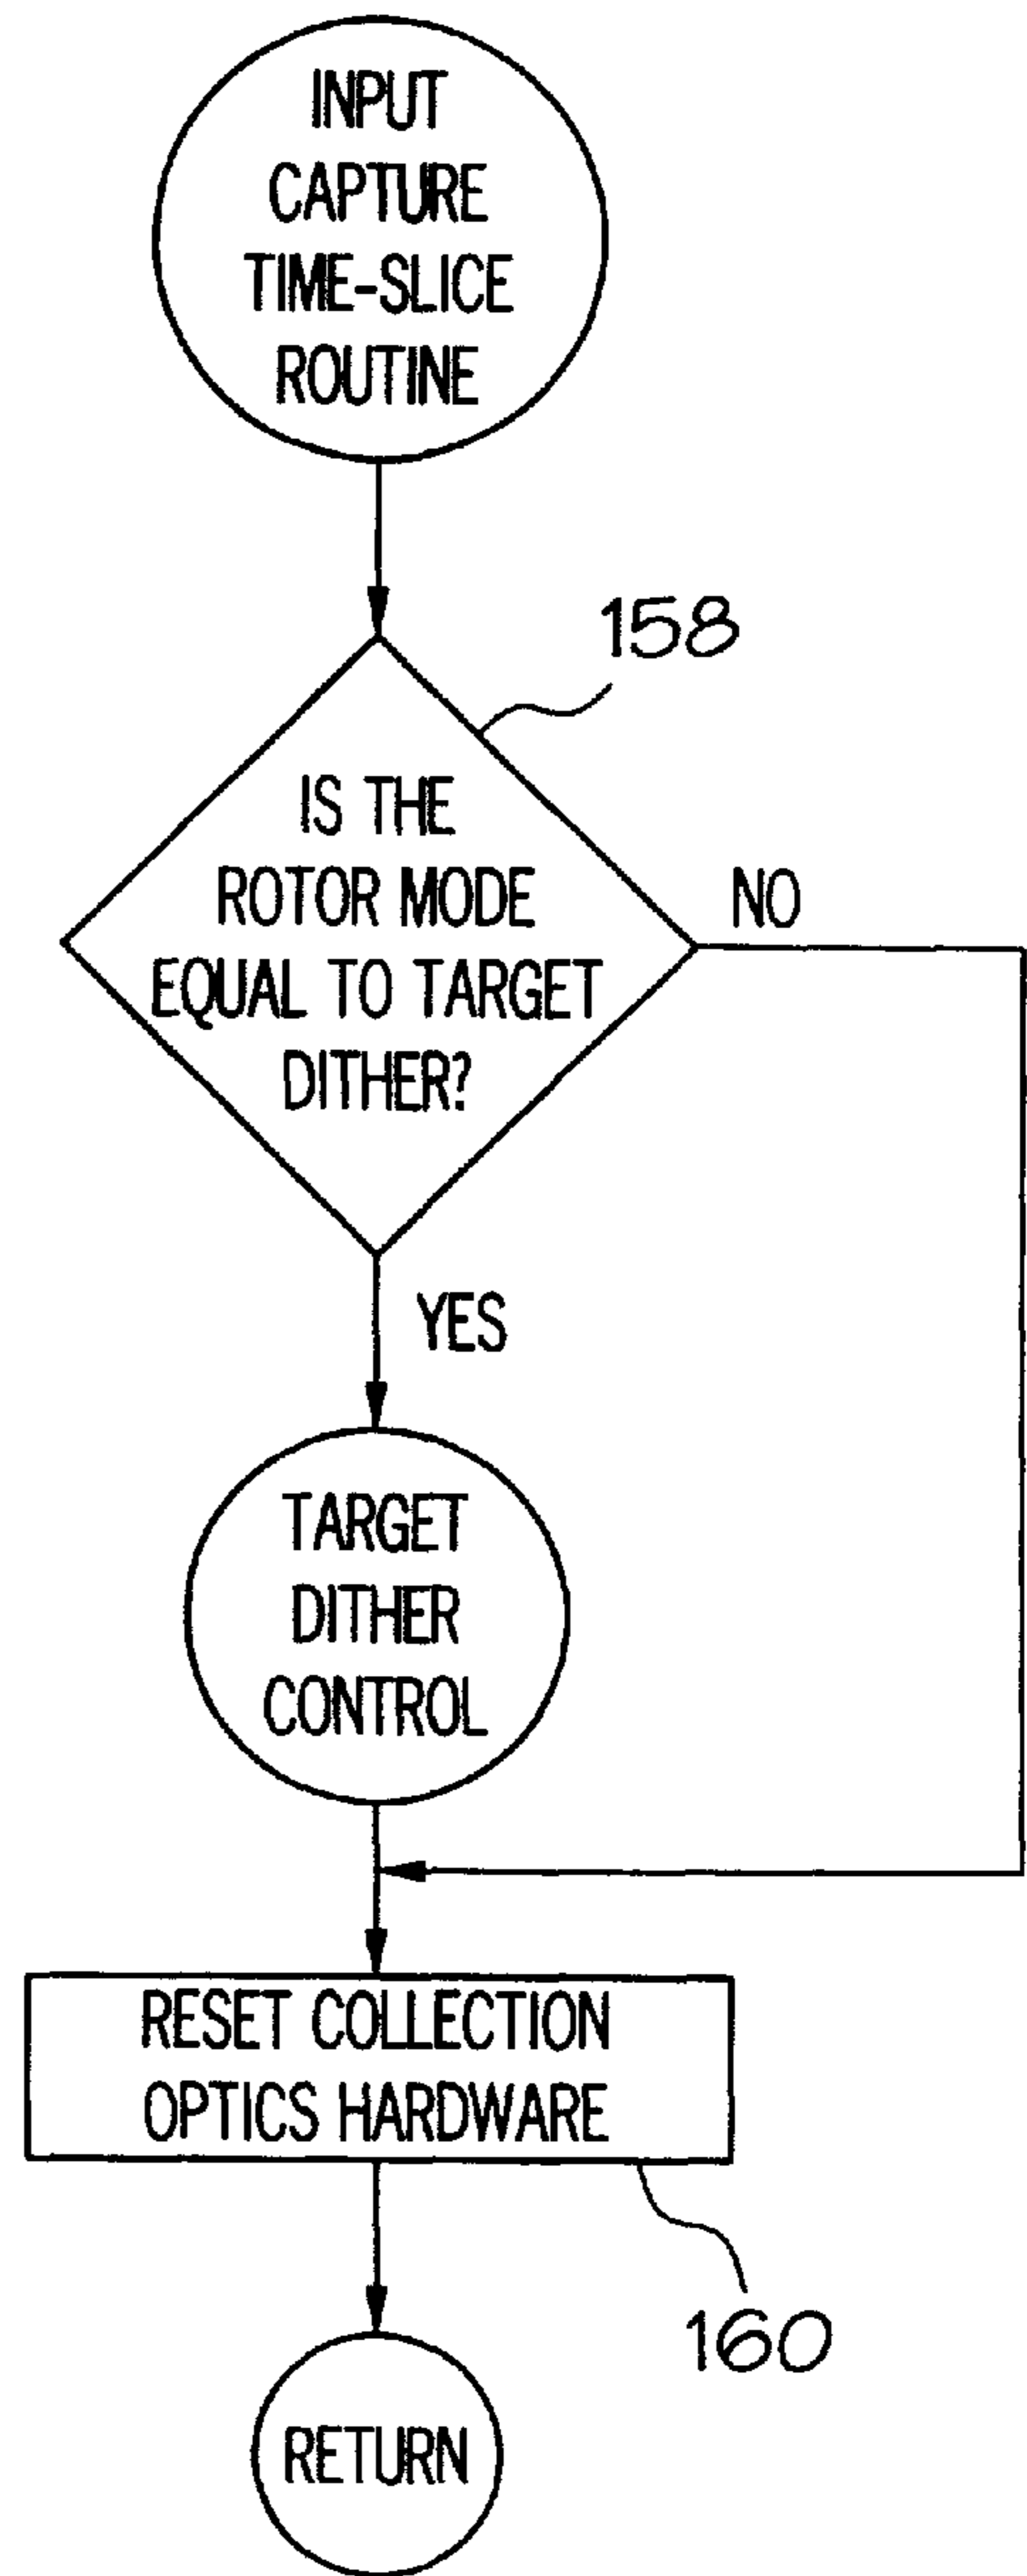 INPUT
CAPTURE
TIME-SLICE
ROUTINE
158
IS THE
ROTOR MODE
EQUAL TO TARGET
DITHER?
NO
YES
TARGET
DITHER
CONTROL
RESET COLLECTION
OPTICS HARDWARE
160
RETURN